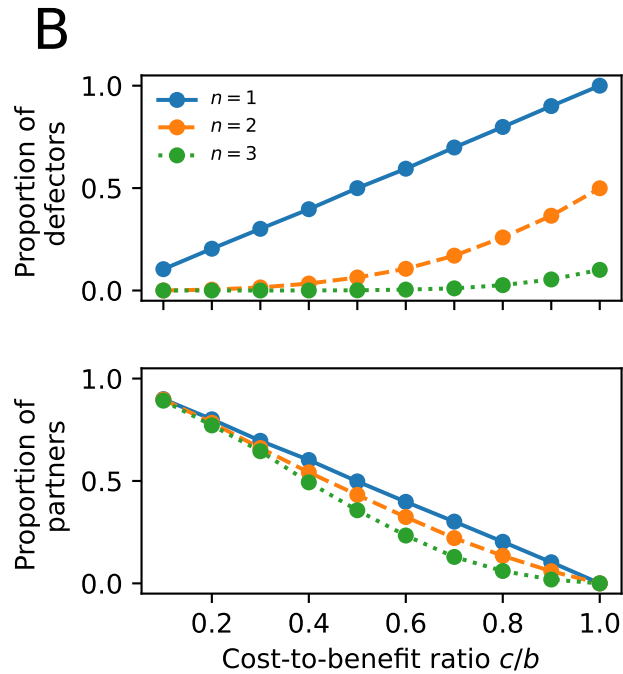 B
Proportion of
defectors
1.0
0.5
0.0
n = 1
n = 2
n = 3
Proportion of
partners
1.0
0.5
0.0
0.2
0.4
0.6
0.8
1.0
Cost-to-benefit ratio c/b